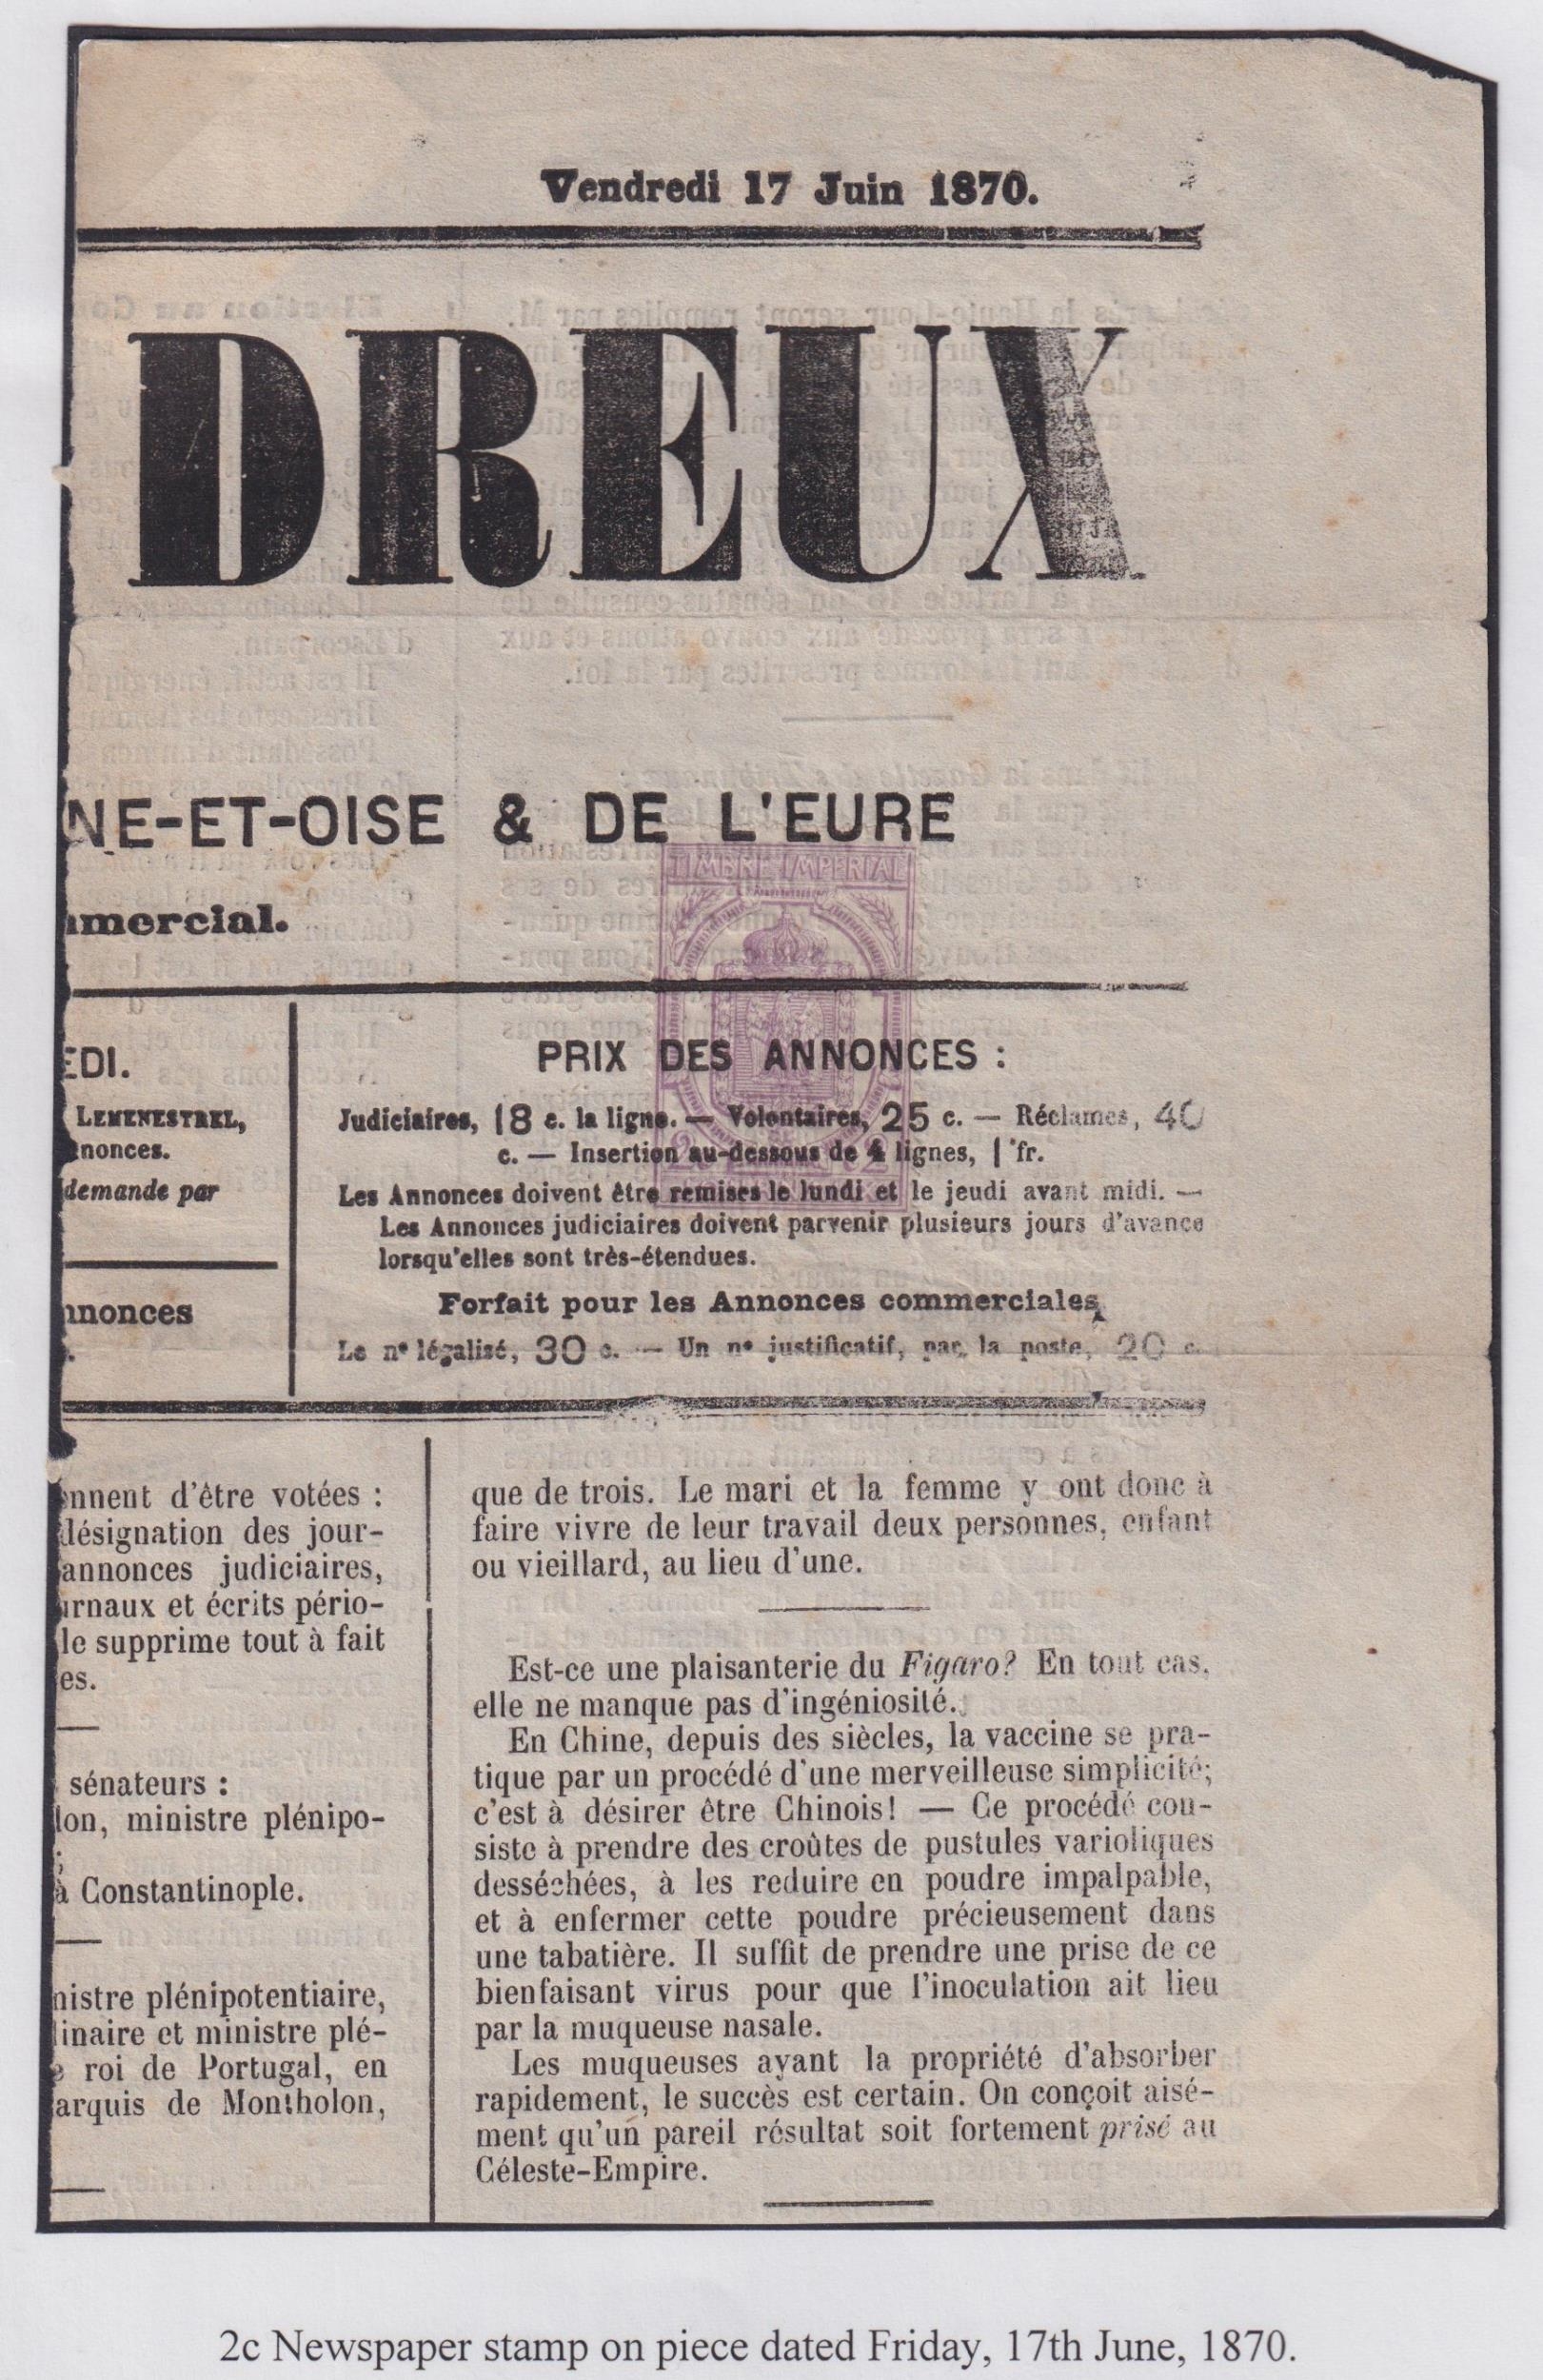 Vendredi 17 Juin 1870.
DREUX
NE-ET-OISE & DE L'EURE
TIMBRE IMPERIAL
mercial.
EDI.
LEMENESTREL,
nonces.
demande par
nnonces
PRIX DES ANNONCES :
Judiciaires, 18 c. la ligne. — Volontaires, 25 c. — Réclames, 40
c. — Insertion au-dessous de 4 lignes, 1 fr.
Les Annonces doivent être remises le lundi et le jeudi avant midi. —
Les Annonces judiciaires doivent parvenir plusieurs jours d'avance
lorsqu'elles sont très-étendues.
Forfait pour les Annonces commerciales
Le n° légalisé, 30 c. — Un n° justificatif, par la poste, 20 c.
ennent d'être votées :
désignation des jour-
annonces judiciaires,
urnaux et écrits pério-
le supprime tout à fait
es.
sénateurs :
lon, ministre plénipo-
;
à Constantinople.
nistre plénipotentiaire,
linaire et ministre plé-
e roi de Portugal, en
arquis de Montholon,
que de trois. Le mari et la femme y ont donc à
faire vivre de leur travail deux personnes, enfant
ou vieillard, au lieu d'une.
Est-ce une plaisanterie du Figaro? En tout cas,
elle ne manque pas d'ingéniosité.
En Chine, depuis des siècles, la vaccine se pra-
tique par un procédé d'une merveilleuse simplicité;
c'est à désirer être Chinois! — Ce procédé con-
siste à prendre des croûtes de pustules varioliques
desséchées, à les reduire en poudre impalpable,
et à enfermer cette poudre précieusement dans
une tabatière. Il suffit de prendre une prise de ce
bienfaisant virus pour que l'inoculation ait lieu
par la muqueuse nasale.
Les muqueuses ayant la propriété d'absorber
rapidement, le succès est certain. On conçoit aisé-
ment qu'un pareil résultat soit fortement prisé au
Céleste-Empire.
2c Newspaper stamp on piece dated Friday, 17th June, 1870.